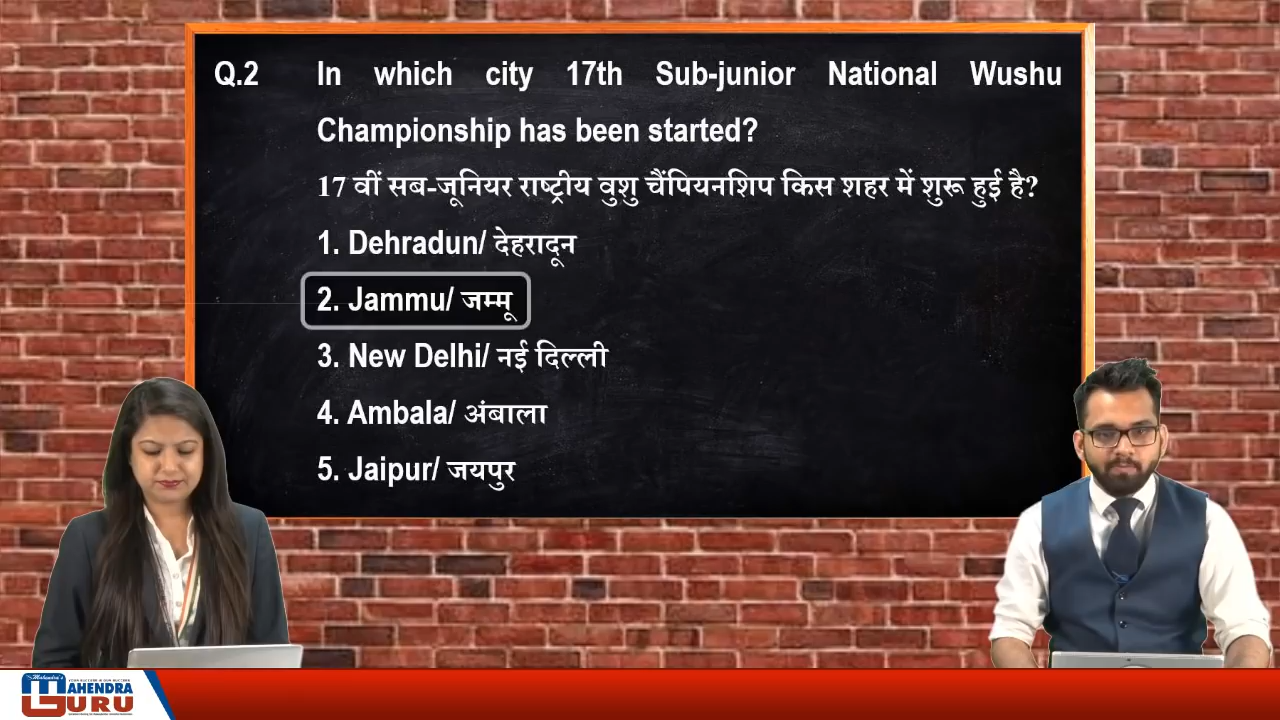 Q.2 In which city 17th Sub-junior National Wushu
Championship has been started?
17 वीं सब-जूनियर राष्ट्रीय वुशु चैंपियनशिप किस शहर में शुरू हुई है?
1. Dehradun/ देहरादून
2. Jammu/ जम्मू
3. New Delhi/ नई दिल्ली
4. Ambala/ अंबाला
5. Jaipur/ जयपुर
Mahendra's
MAHENDRA
GURU